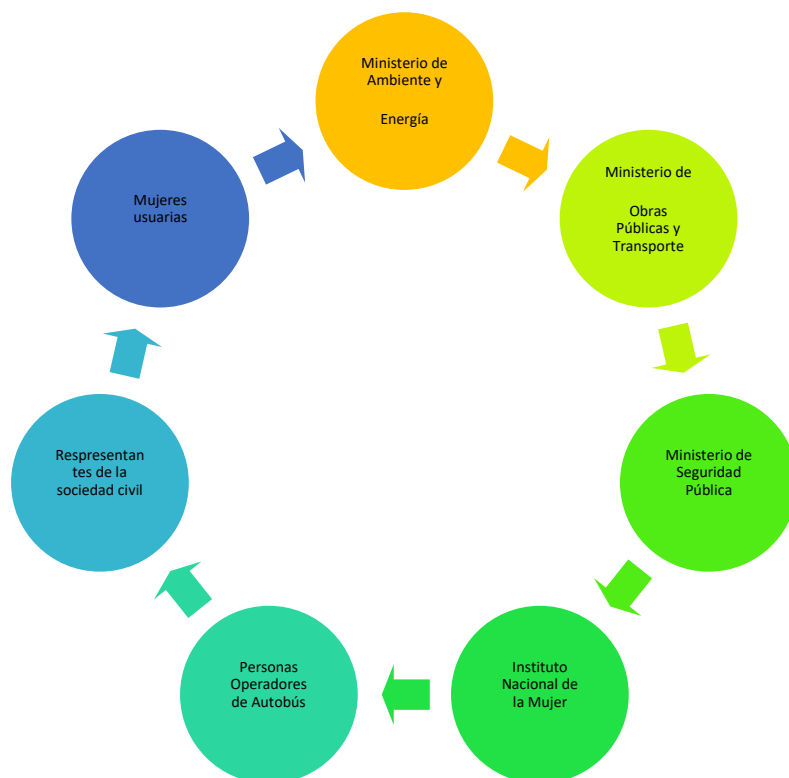 Ministerio de
Ambiente y
Energía
Ministerio de
Obras
Públicas y
Transporte
Ministerio de
Seguridad
Pública
Instituto
Nacional de
la Mujer
Personas
Operadores
de Autobús
Respresentan
tes de la
sociedad civil
Mujeres
usuarias